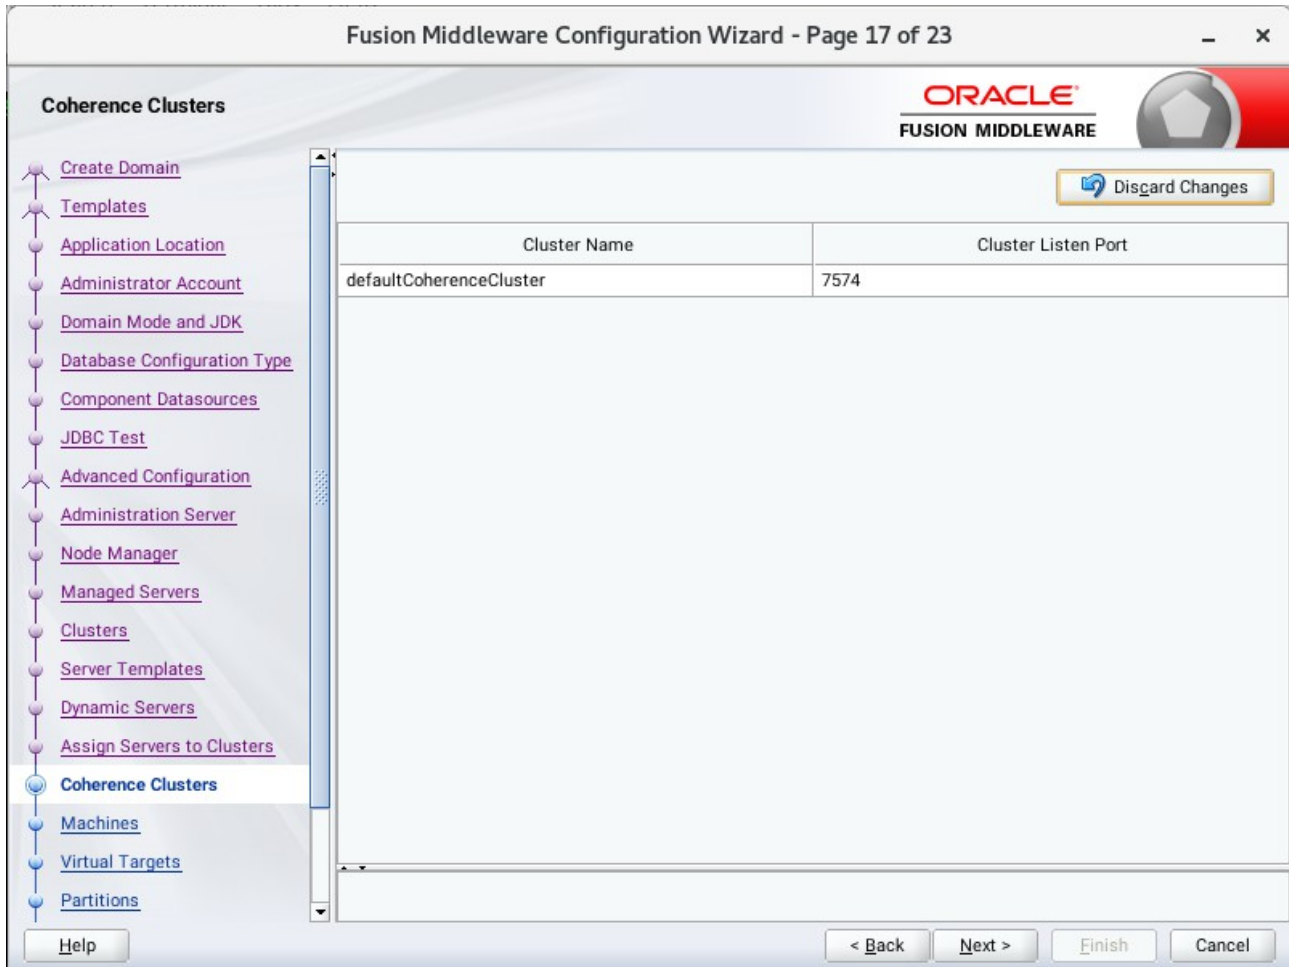 Fusion Middleware Configuration Wizard - Page 17 of 23
Coherence Clusters
ORACLE
FUSION MIDDLEWARE
Create Domain
Templates
Application Location
Administrator Account
Domain Mode and JDK
Database Configuration Type
Component Datasources
JDBC Test
Advanced Configuration
Administration Server
Node Manager
Managed Servers
Clusters
Server Templates
Dynamic Servers
Assign Servers to Clusters
Coherence Clusters
Machines
Virtual Targets
Partitions
Discard Changes
Cluster Name Cluster Listen Port
defaultCoherenceCluster 7574
Help < Back Next > Finish Cancel